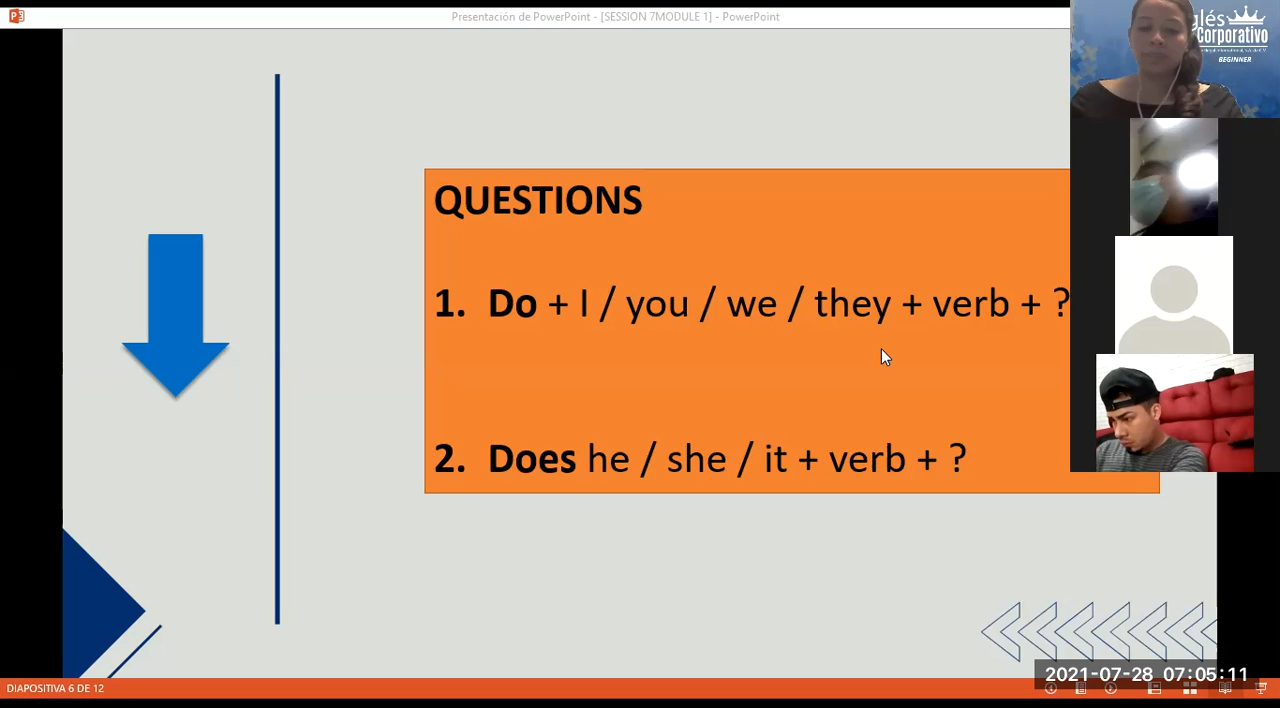 Presentación de PowerPoint - [SESSION 7MODULE 1] - PowerPoint
glés
Corporativo
BEGINNER
QUESTIONS
1. Do + I / you / we / they + verb + ?
2. Does he / she / it + verb + ?
2021-07-28 07:05:11
DIAPOSITIVA 6 DE 12